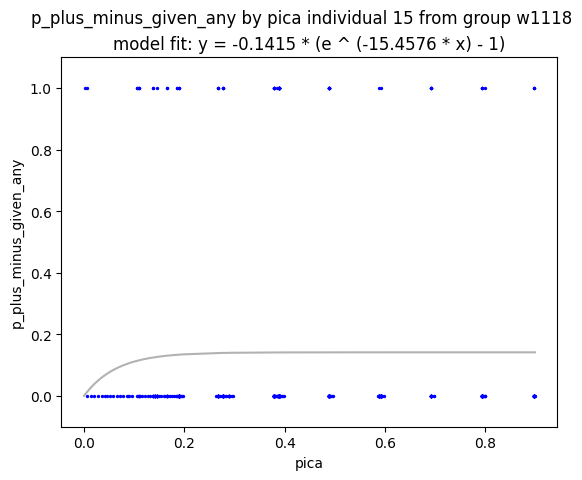 p_plus_minus_given_any by pica individual 15 from group w1118
model fit: y = -0.1415 * (e ^ (-15.4576 * x) - 1)
1.0
0.8
0.6
0.4
0.2
0.0
p_plus_minus_given_any
0.0 0.2 0.4 0.6 0.8
pica